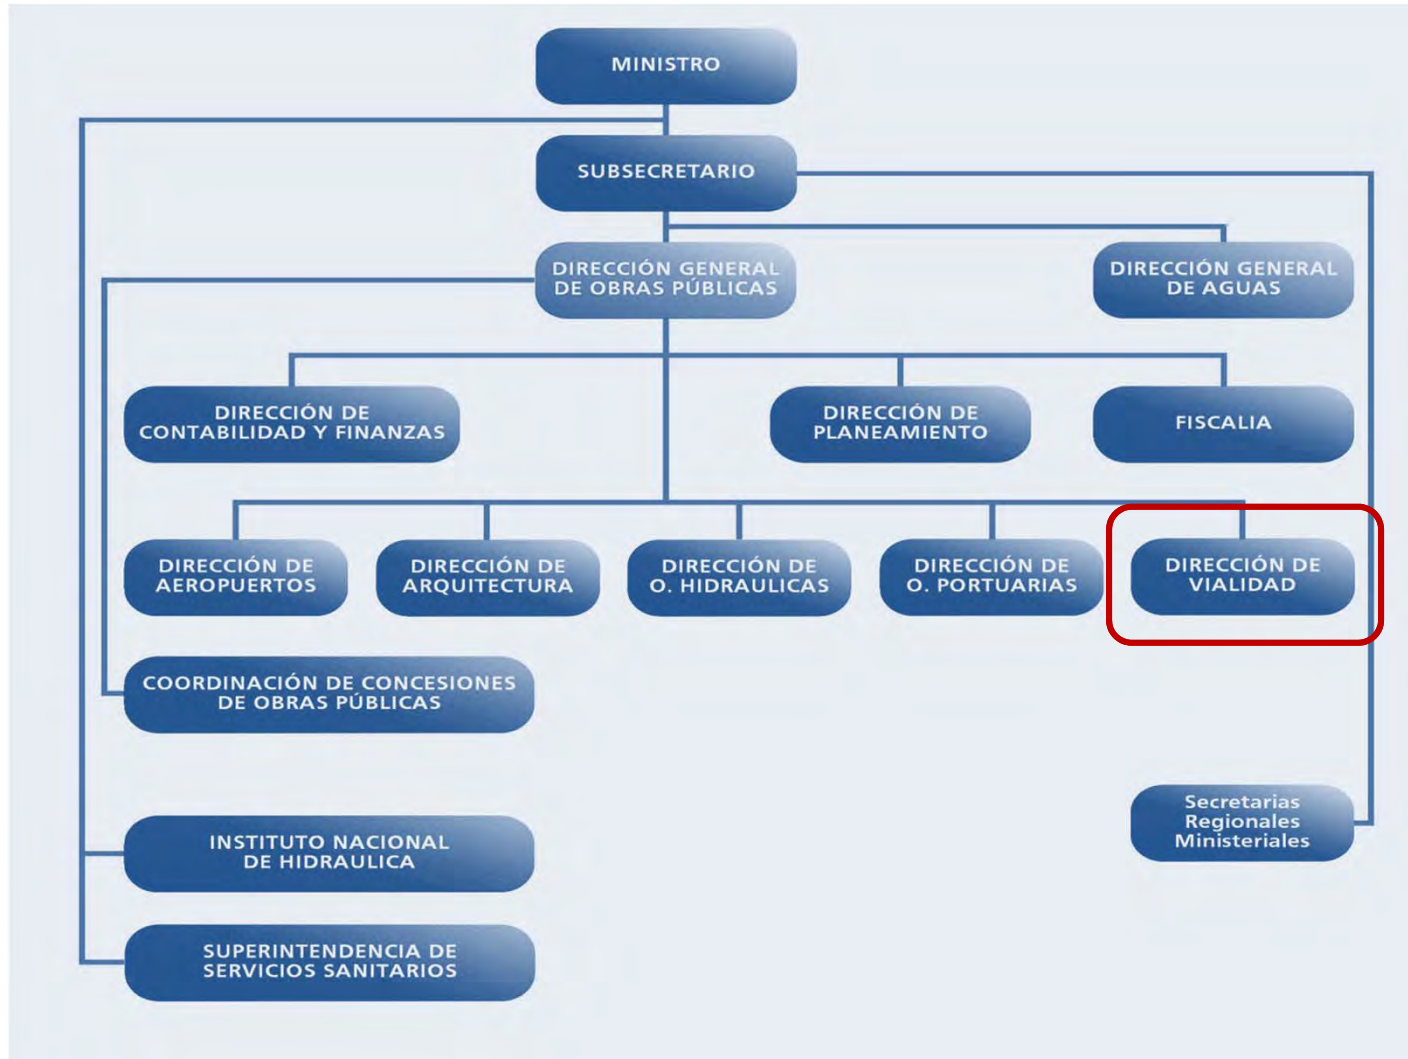 MINISTRO
SUBSECRETARIO
DIRECCIÓN GENERAL
DE OBRAS PÚBLICAS
DIRECCIÓN GENERAL
DE AGUAS
DIRECCIÓN DE
CONTABILIDAD Y FINANZAS
DIRECCIÓN DE
PLANEAMIENTO
FISCALIA
DIRECCIÓN DE
AEROPUERTOS
DIRECCIÓN DE
ARQUITECTURA
DIRECCIÓN DE
O. HIDRAULICAS
DIRECCIÓN DE
O. PORTUARIAS
DIRECCIÓN DE
VIALIDAD
COORDINACIÓN DE CONCESIONES
DE OBRAS PÚBLICAS
Secretarias
Regionales
Ministeriales
INSTITUTO NACIONAL
DE HIDRAULICA
SUPERINTENDENCIA DE
SERVICIOS SANITARIOS